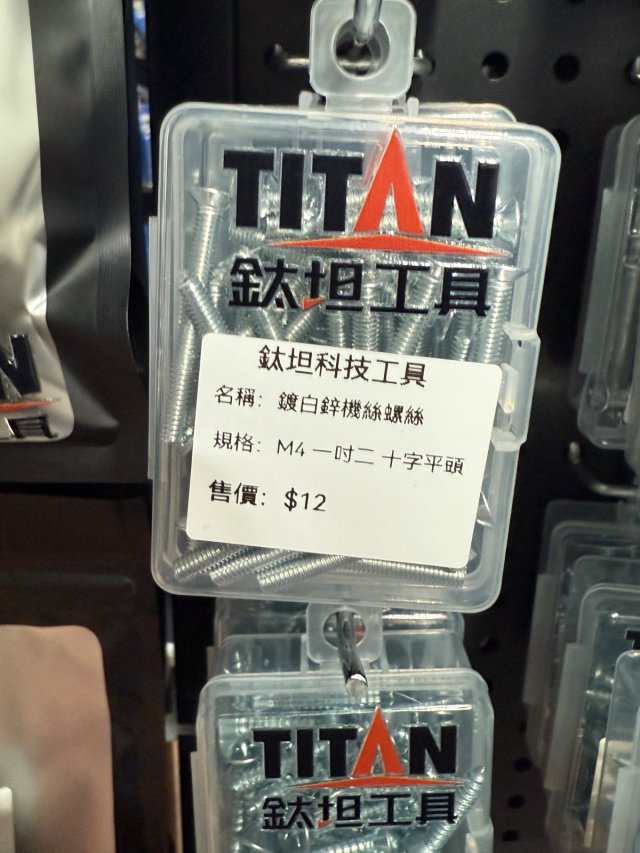 TITAN
鈦坦工具
鈦坦科技工具
名稱: 鍍白鋅機絲螺絲
規格: M4 一吋二 十字平頭
售價: $12
TITAN
鈦坦工具
N
具